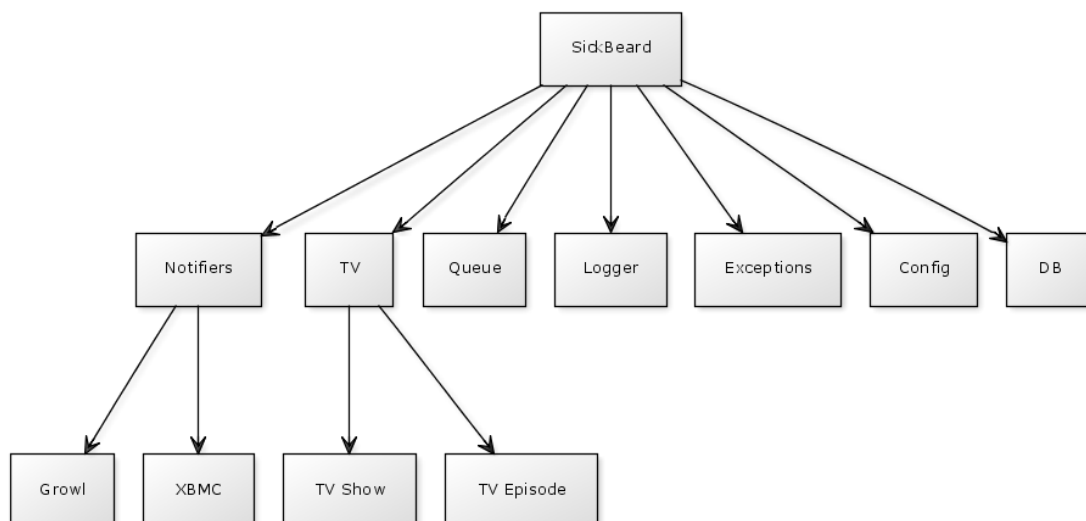 SickBeard
Notifiers
TV
Queue
Logger
Exceptions
Config
DB
Growl
XBMC
TV Show
TV Episode